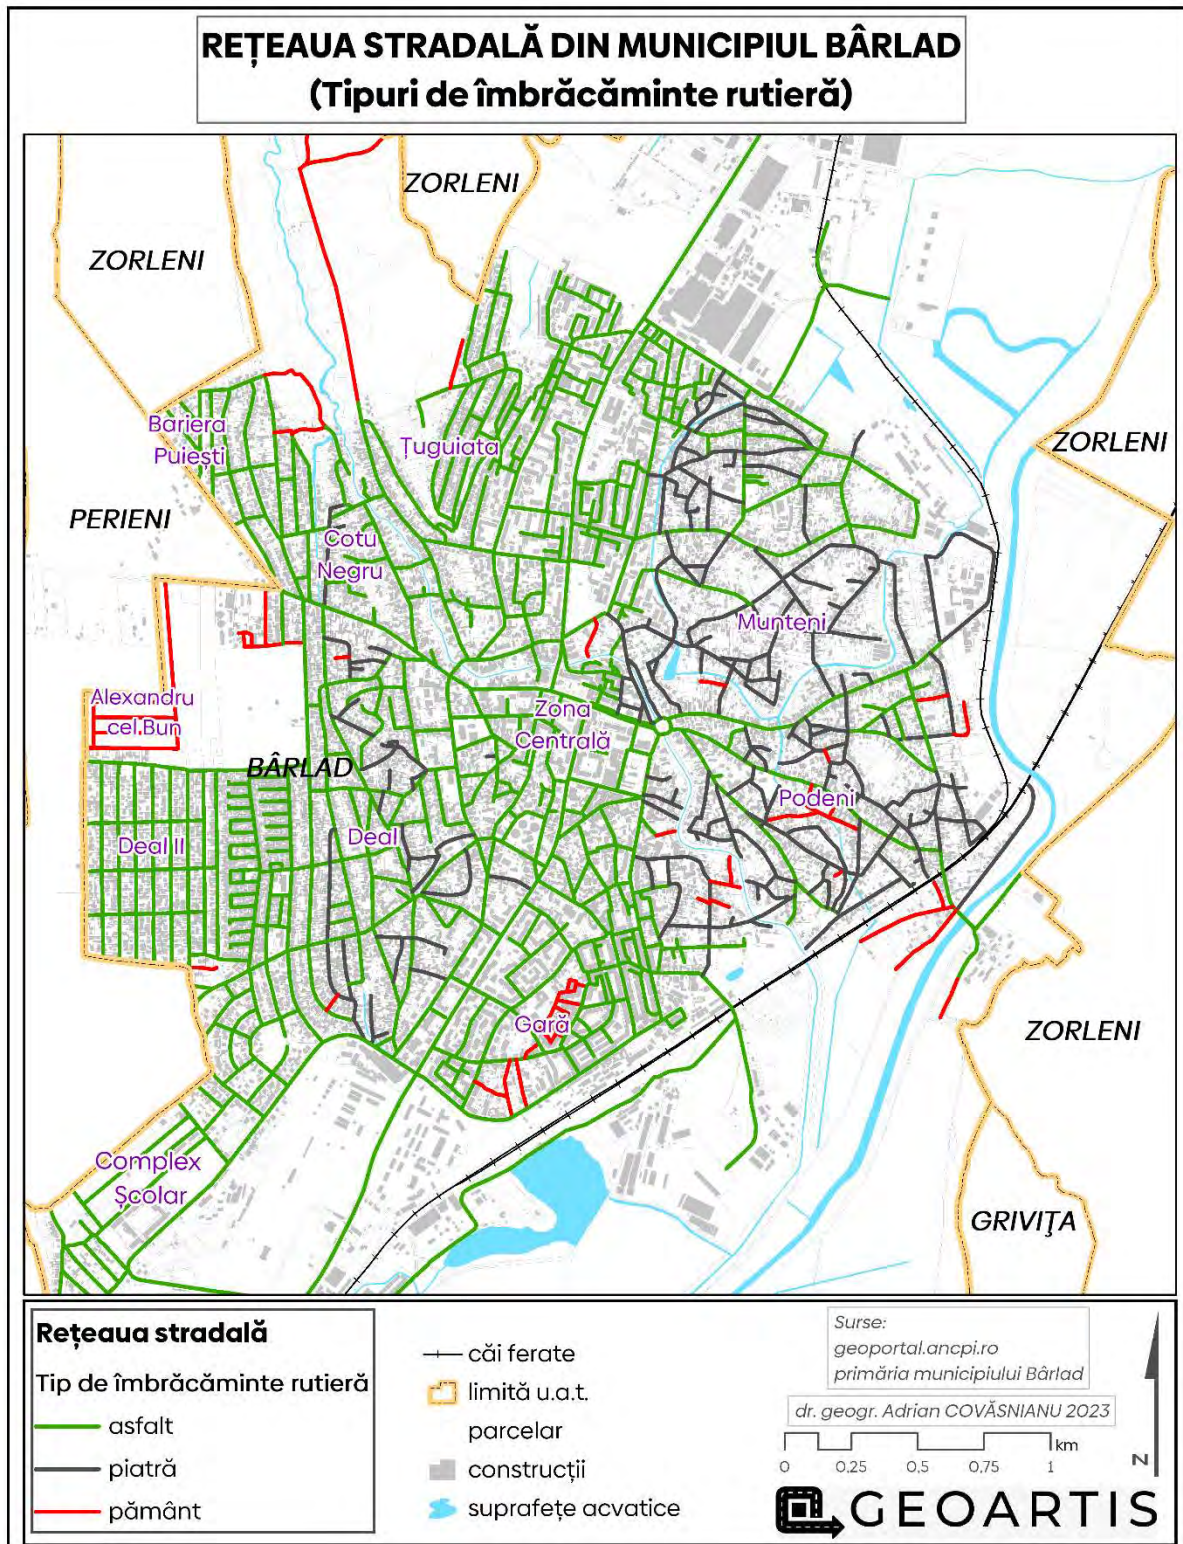 REȚEAUA STRADALĂ DIN MUNICIPIUL BÂRLAD
(Tipuri de îmbrăcăminte rutieră)
ZORLENI
ZORLENI
Bariera
Puiești
Țuguiata
ZORLENI
PERIENI
Cotu
Negru
Munteni
Alexandru
cel Bun
Zona
Centrală
BÂRLAD
Podeni
Deal II
Deal
Gară
ZORLENI
Complex
Școlar
GRIVIŢA
Rețeaua stradală
Tip de îmbrăcăminte rutieră
asfalt
piatră
pământ
căi ferate
limită u.a.t.
parcelar
construcții
suprafețe acvatice
Surse:
geoportal.ancpi.ro
primăria municipiului Bârlad
dr. geogr. Adrian COVĂSNIANU 2023
km
0 0,25 0,5 0,75 1
N
GEOARTIS